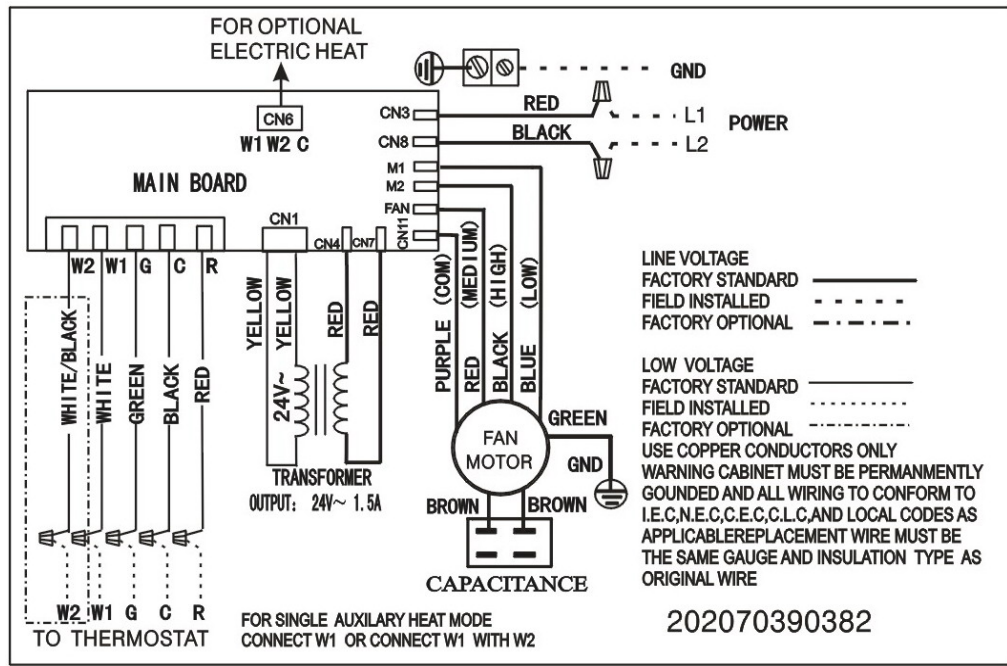 FOR OPTIONAL
ELECTRIC HEAT
GND
CN6
W1 W2 C
CN3
RED
L1
POWER
CN8
BLACK
L2
M1
M2
MAIN BOARD
FAN
CN11
CN1
CN4
CN7
W2 W1 G C R
WHITE/BLACK
WHITE
GREEN
BLACK
RED
YELLOW
YELLOW
RED
RED
24V~
TRANSFORMER
OUTPUT: 24V~ 1.5A
PURPLE (COM)
RED (MEDIUM)
BLACK (HIGH)
BLUE (LOW)
FAN
MOTOR
GREEN
GND
BROWN
BROWN
CAPACITANCE
W2 W1 G C R
TO THERMOSTAT
FOR SINGLE AUXILARY HEAT MODE
CONNECT W1 OR CONNECT W1 WITH W2
LINE VOLTAGE
FACTORY STANDARD
FIELD INSTALLED
FACTORY OPTIONAL
LOW VOLTAGE
FACTORY STANDARD
FIELD INSTALLED
FACTORY OPTIONAL
USE COPPER CONDUCTORS ONLY
WARNING CABINET MUST BE PERMANMENTLY
GOUNDED AND ALL WIRING TO CONFORM TO
I.E.C,N.E.C,C.E.C,C.L.C,AND LOCAL CODES AS
APPLICABLEREPLACEMENT WIRE MUST BE
THE SAME GAUGE AND INSULATION TYPE AS
ORIGINAL WIRE
202070390382